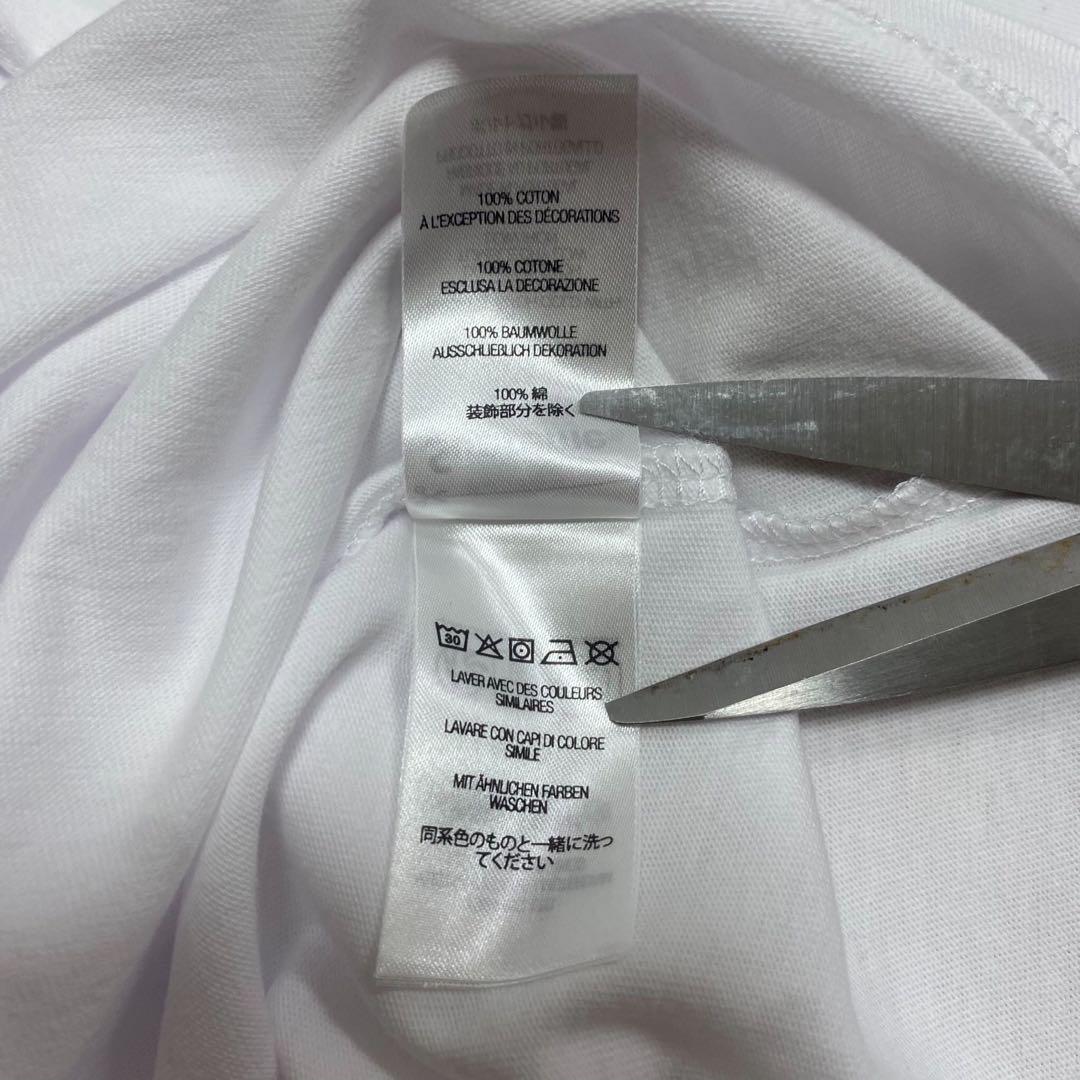 100% COTON
À L'EXCEPTION DES DÉCORATIONS
100% COTONE
ESCLUSA LA DECORAZIONE
100% BAUMWOLLE
AUSSCHLIEßLICH DEKORATION
100% 綿
装飾部分を除く
30
LAVER AVEC DES COULEURS
SIMILAIRES
LAVARE CON CAPI DI COLORE
SIMILE
MIT ÄHNLICHEN FARBEN
WASCHEN
同系色のものと一緒に洗っ
てください